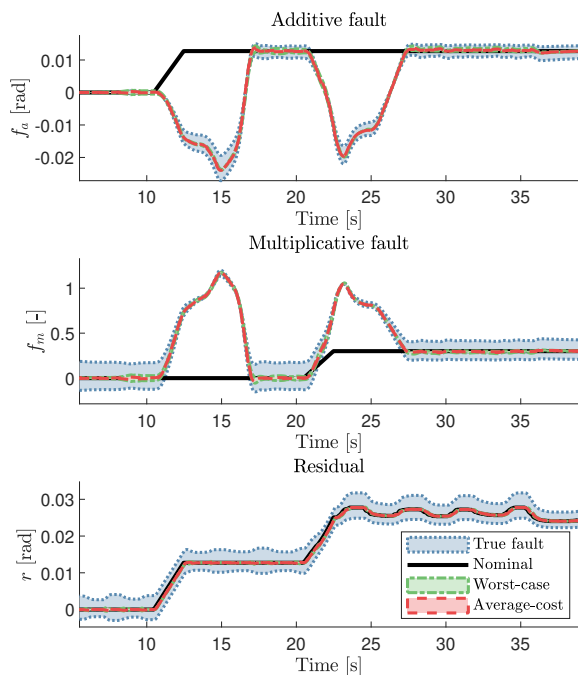 Additive fault
0.01
0
-0.01
-0.02
f_a [rad]
10 15 20 25 30 35
Time [s]
Multiplicative fault
1
0.5
0
f_m [-]
10 15 20 25 30 35
Time [s]
Residual
0.03
0.02
0.01
0
r [rad]
True fault
Nominal
Worst-case
Average-cost
10 15 20 25 30 35
Time [s]